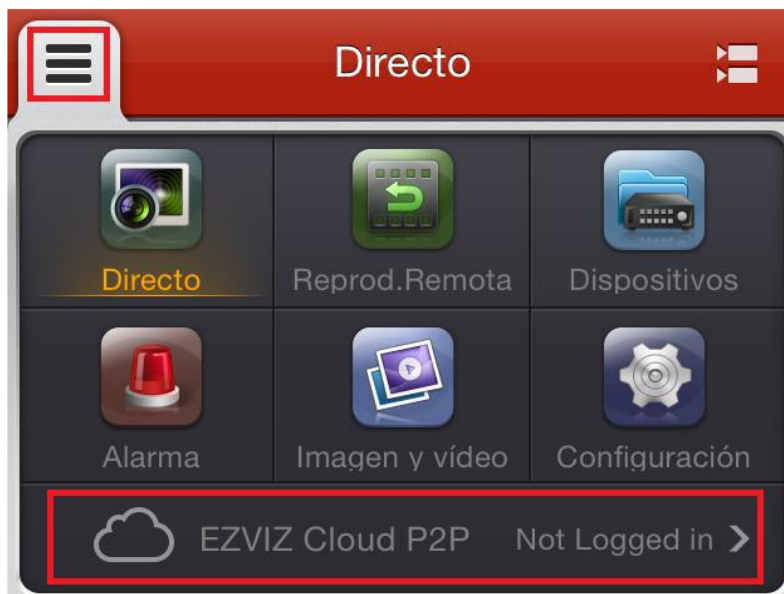 Directo
Directo Reprod.Remota Dispositivos
Alarma Imagen y vídeo Configuración
EZVIZ Cloud P2P Not Logged in